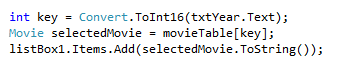 int key = Convert.ToInt16(txtYear.Text);
Movie selectedMovie = movieTable[key];
listBox1.Items.Add(selectedMovie.ToString());